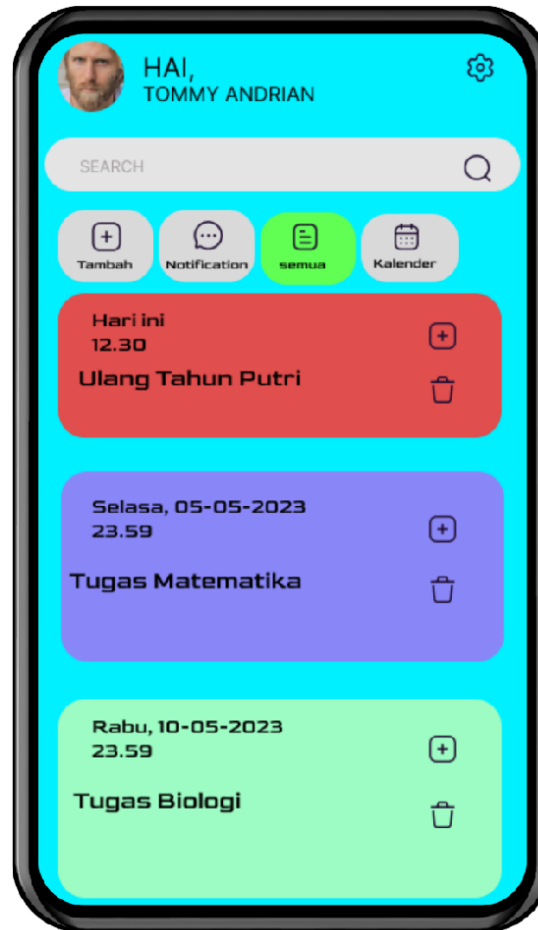 HAI,
TOMMY ANDRIAN
SEARCH
Tambah
Notification
semua
Kalender
Hari ini
12.30
Ulang Tahun Putri
Selasa, 05-05-2023
23.59
Tugas Matematika
Rabu, 10-05-2023
23.59
Tugas Biologi